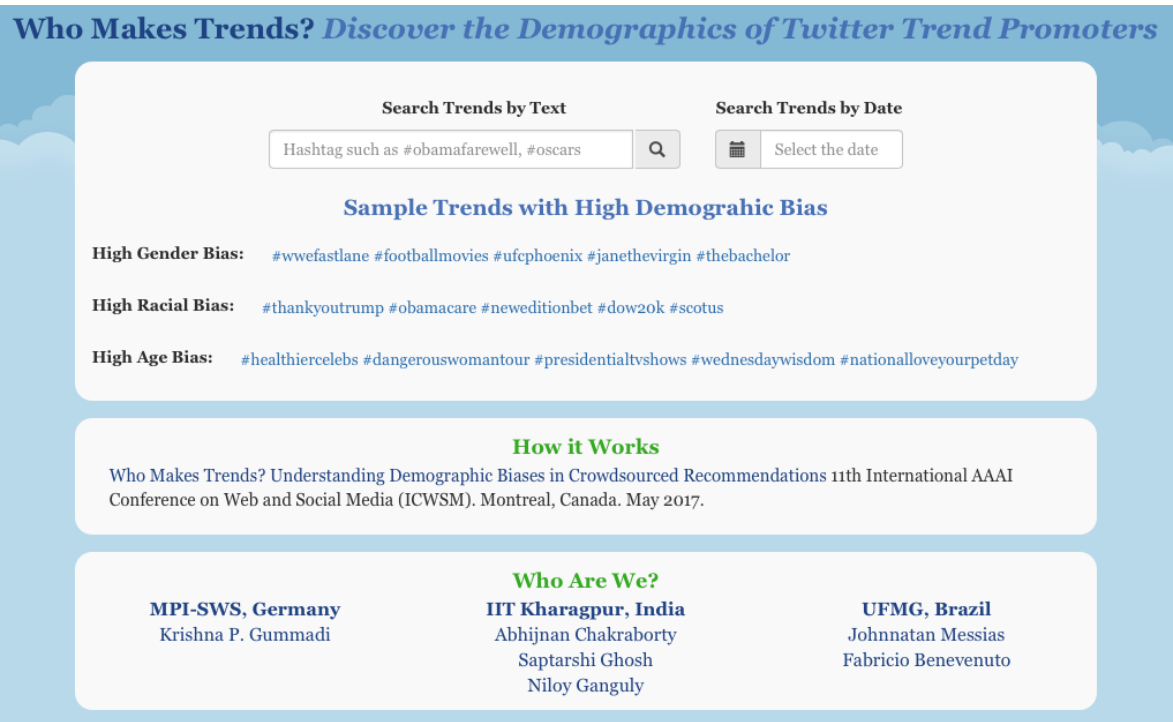 Who Makes Trends? Discover the Demographics of Twitter Trend Promoters
Search Trends by Text
Search Trends by Date
Hashtag such as #obamafarewell, #oscars
Select the date
Sample Trends with High Demograhic Bias
High Gender Bias: #wwefastlane #footballmovies #ufcphoenix #janethevirgin #thebachelor
High Racial Bias: #thankyoutrump #obamacare #neweditionbet #dow20k #scotus
High Age Bias: #healthiercelebs #dangerouswomantour #presidentialtvshows #wednesdaywisdom #nationalloveyourpetday
How it Works
Who Makes Trends? Understanding Demographic Biases in Crowdsourced Recommendations 11th International AAAI
Conference on Web and Social Media (ICWSM). Montreal, Canada. May 2017.
Who Are We?
MPI-SWS, Germany
Krishna P. Gummadi
IIT Kharagpur, India
Abhijnan Chakraborty
Saptarshi Ghosh
Niloy Ganguly
UFMG, Brazil
Johnnatan Messias
Fabricio Benevenuto